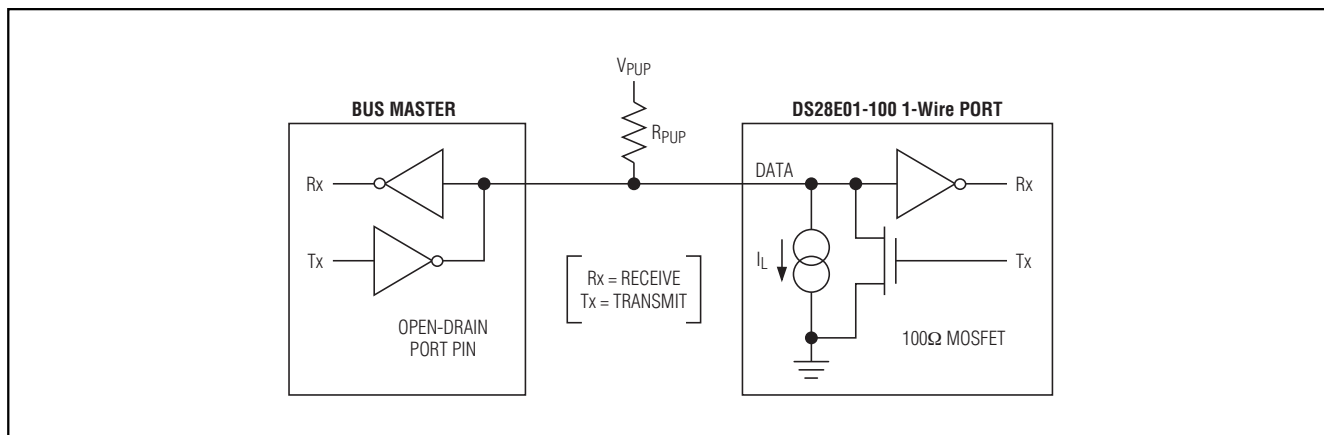 VPUP
BUS MASTER
DS28E01-100 1-Wire PORT
RPUP
DATA
Rx
Rx
Tx
IL
Tx
Rx = RECEIVE
Tx = TRANSMIT
OPEN-DRAIN
PORT PIN
100Ω MOSFET